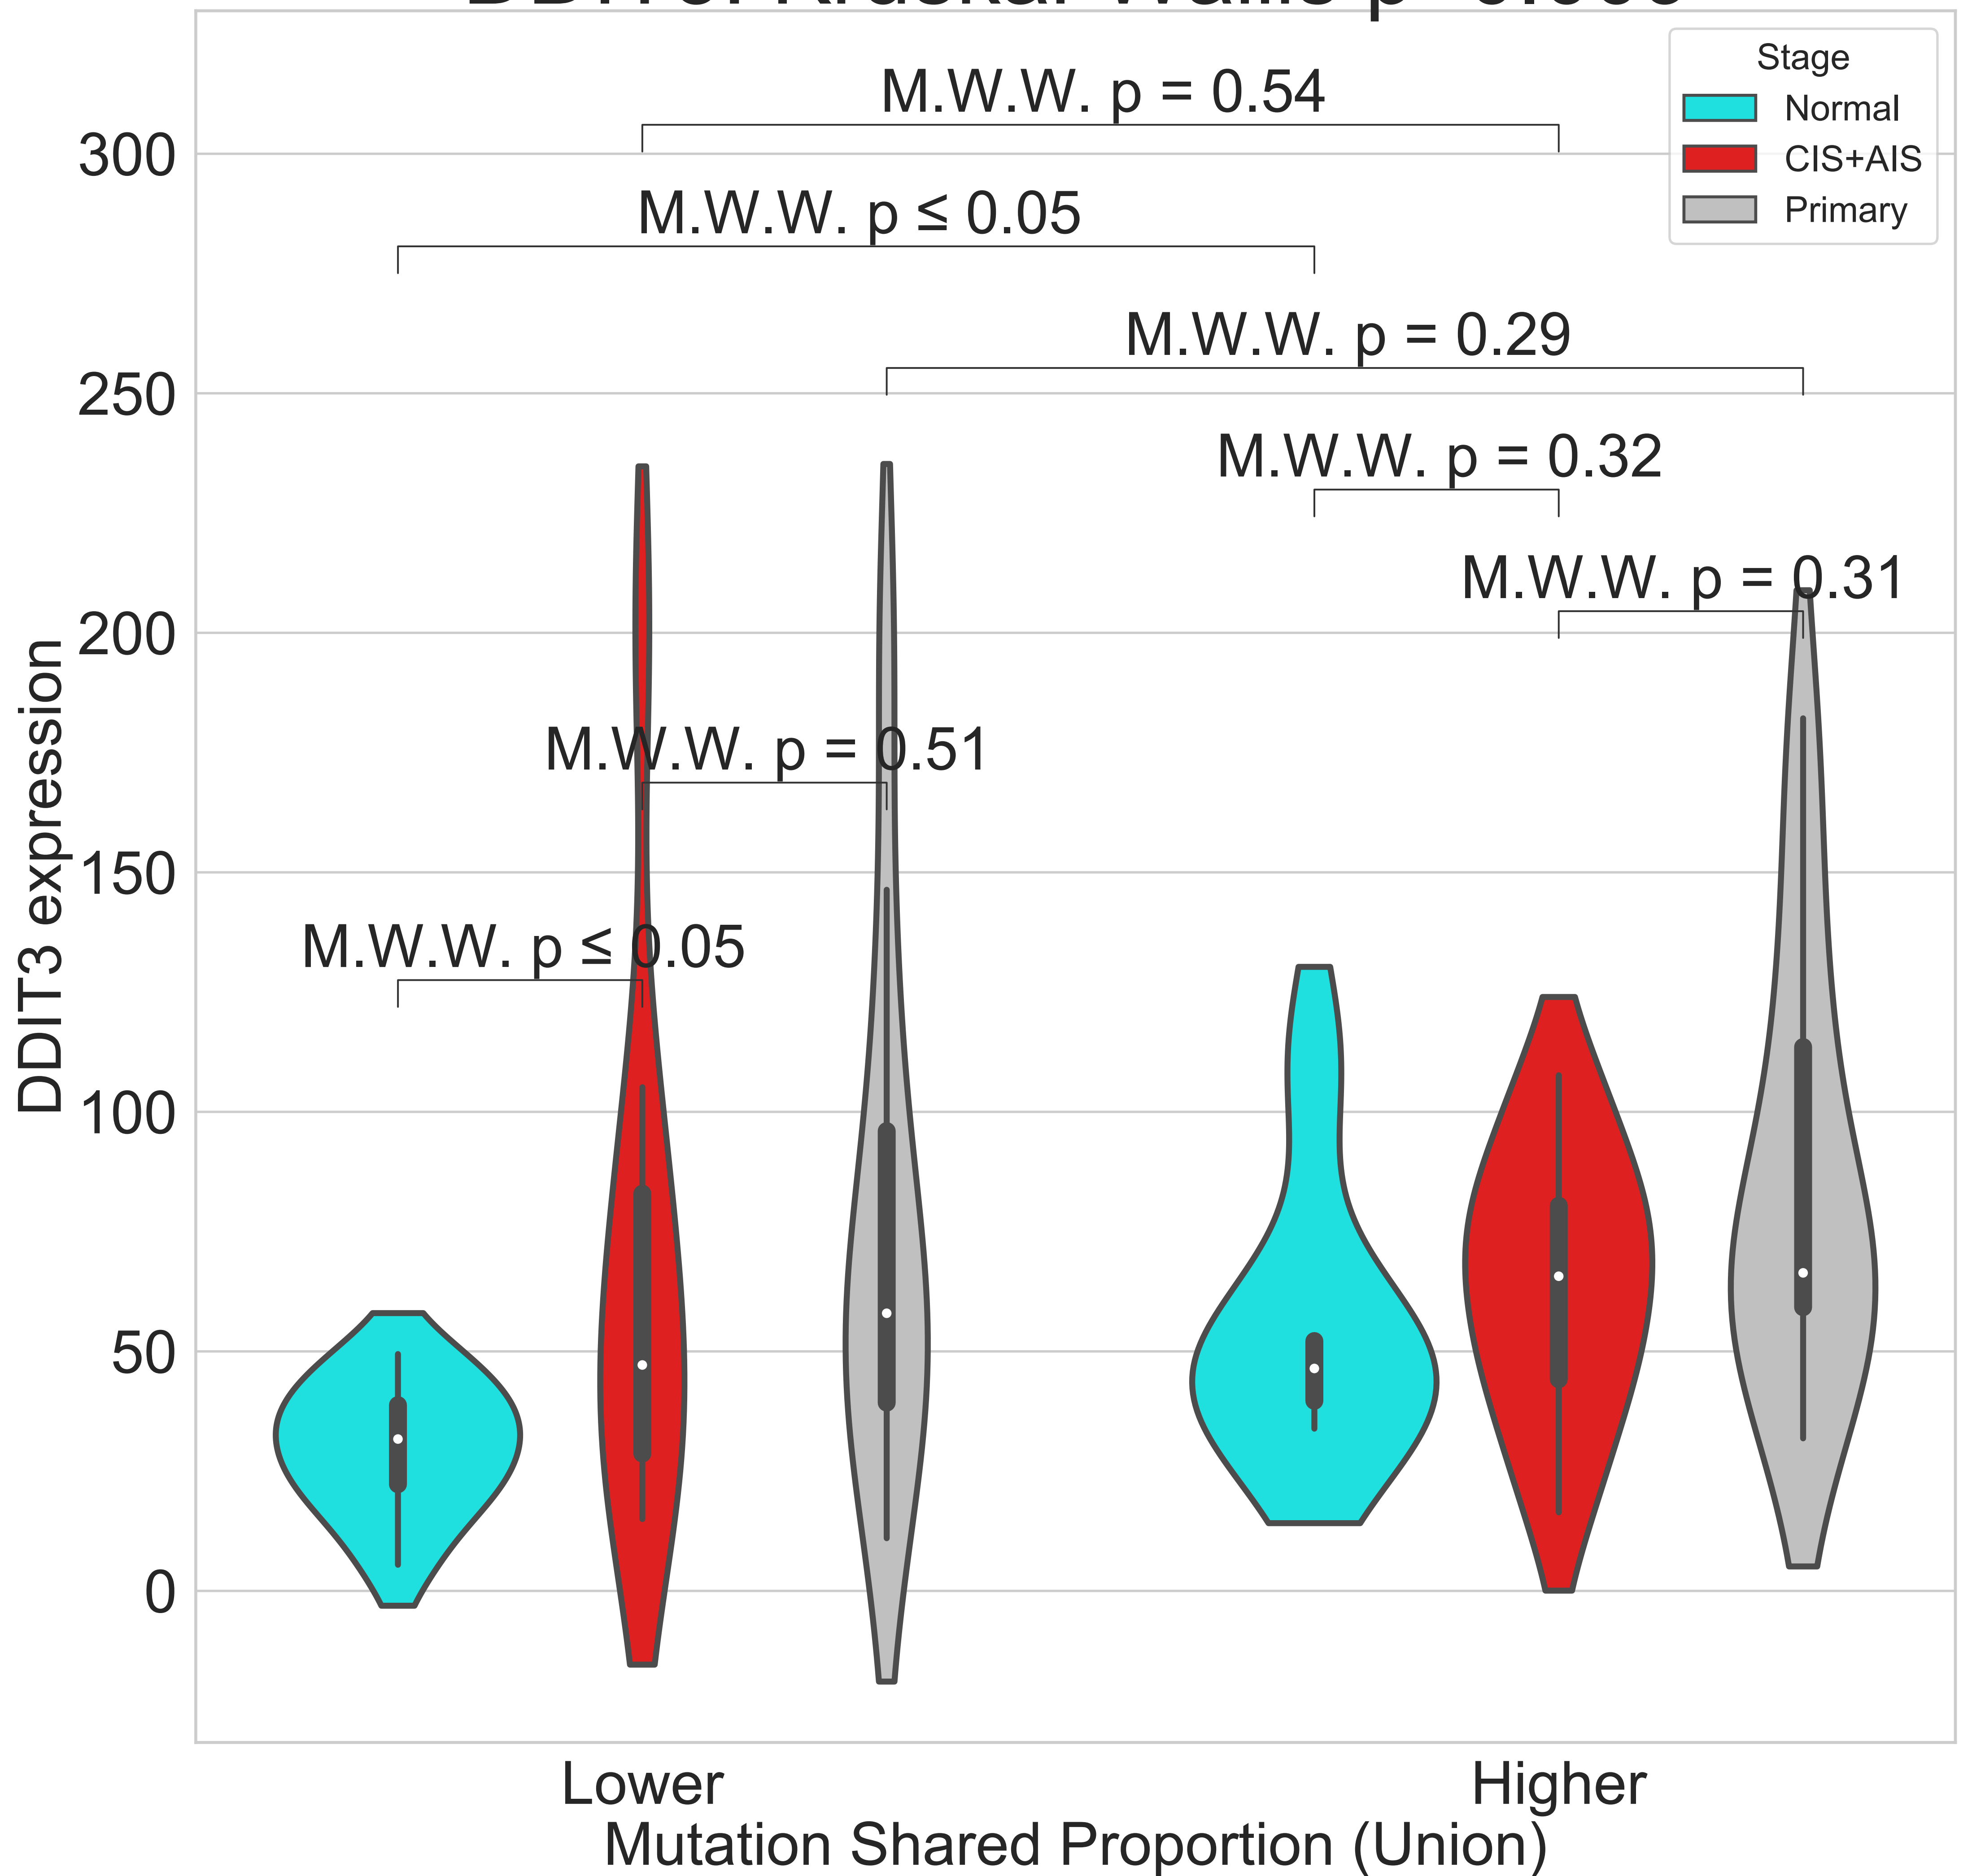 Stage
Normal
CIS+AIS
Primary
M.W.W. p = 0.54
M.W.W. p ≤ 0.05
M.W.W. p = 0.29
M.W.W. p = 0.32
M.W.W. p = 0.31
M.W.W. p = 0.51
M.W.W. p ≤ 0.05
300
250
200
150
100
50
0
DDIT3 expression
Lower
Higher
Mutation Shared Proportion (Union)